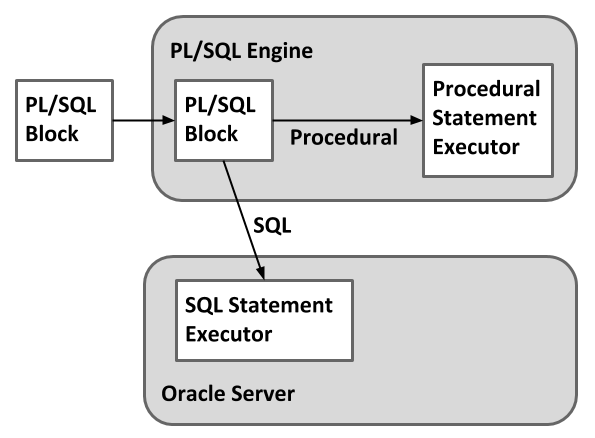 PL/SQL Engine
PL/SQL
Block
PL/SQL
Block
Procedural
Procedural
Statement
Executor
SQL
SQL Statement
Executor
Oracle Server